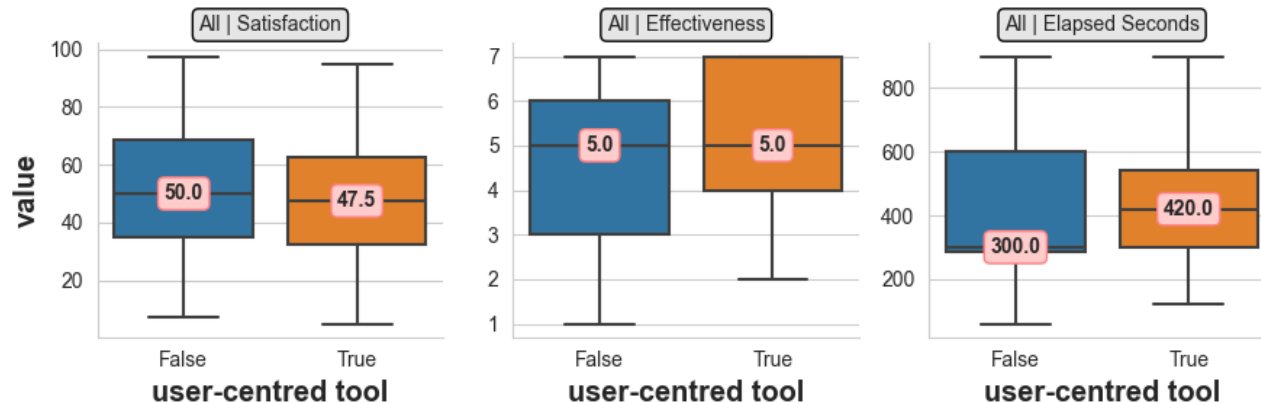 All | Satisfaction
All | Effectiveness
All | Elapsed Seconds
value
100
80
60
40
20
50.0
47.5
False
True
user-centred tool
7
6
5
4
3
2
1
5.0
5.0
False
True
user-centred tool
800
600
400
200
300.0
420.0
False
True
user-centred tool